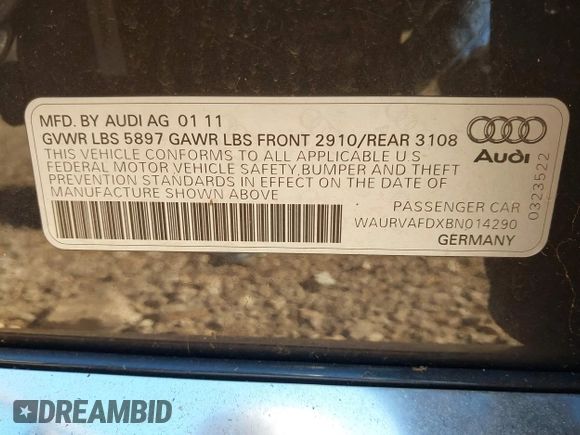 MFD. BY AUDI AG 01 11
GVWR LBS 5897 GAWR LBS FRONT 2910/REAR 3108
THIS VEHICLE CONFORMS TO ALL APPLICABLE U S
FEDERAL MOTOR VEHICLE SAFETY,BUMPER AND THEFT
PREVENTION STANDARDS IN EFFECT ON THE DATE OF
MANUFACTURE SHOWN ABOVE
PASSENGER CAR
WAURVAFDXBN014290
GERMANY
Audi
0323522
DREAMBID